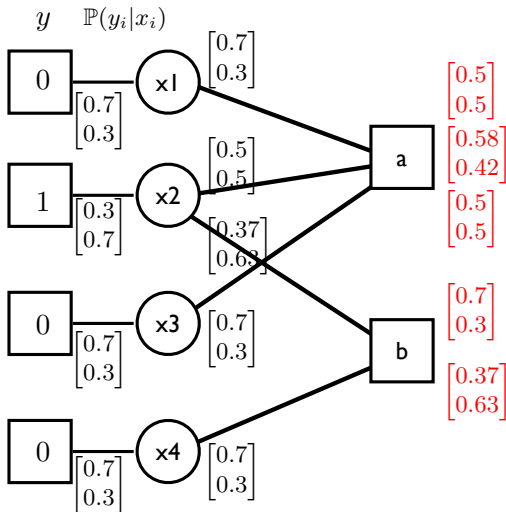 y P(y_i|x_i)
0 [0.7 0.3] x1 [0.7 0.3]
[0.5 0.5]
a
[0.58 0.42]
1 [0.3 0.7] x2 [0.5 0.5]
[0.37 0.63]
[0.5 0.5]
0 [0.7 0.3] x3 [0.7 0.3]
b
[0.7 0.3]
[0.37 0.63]
0 [0.7 0.3] x4 [0.7 0.3]